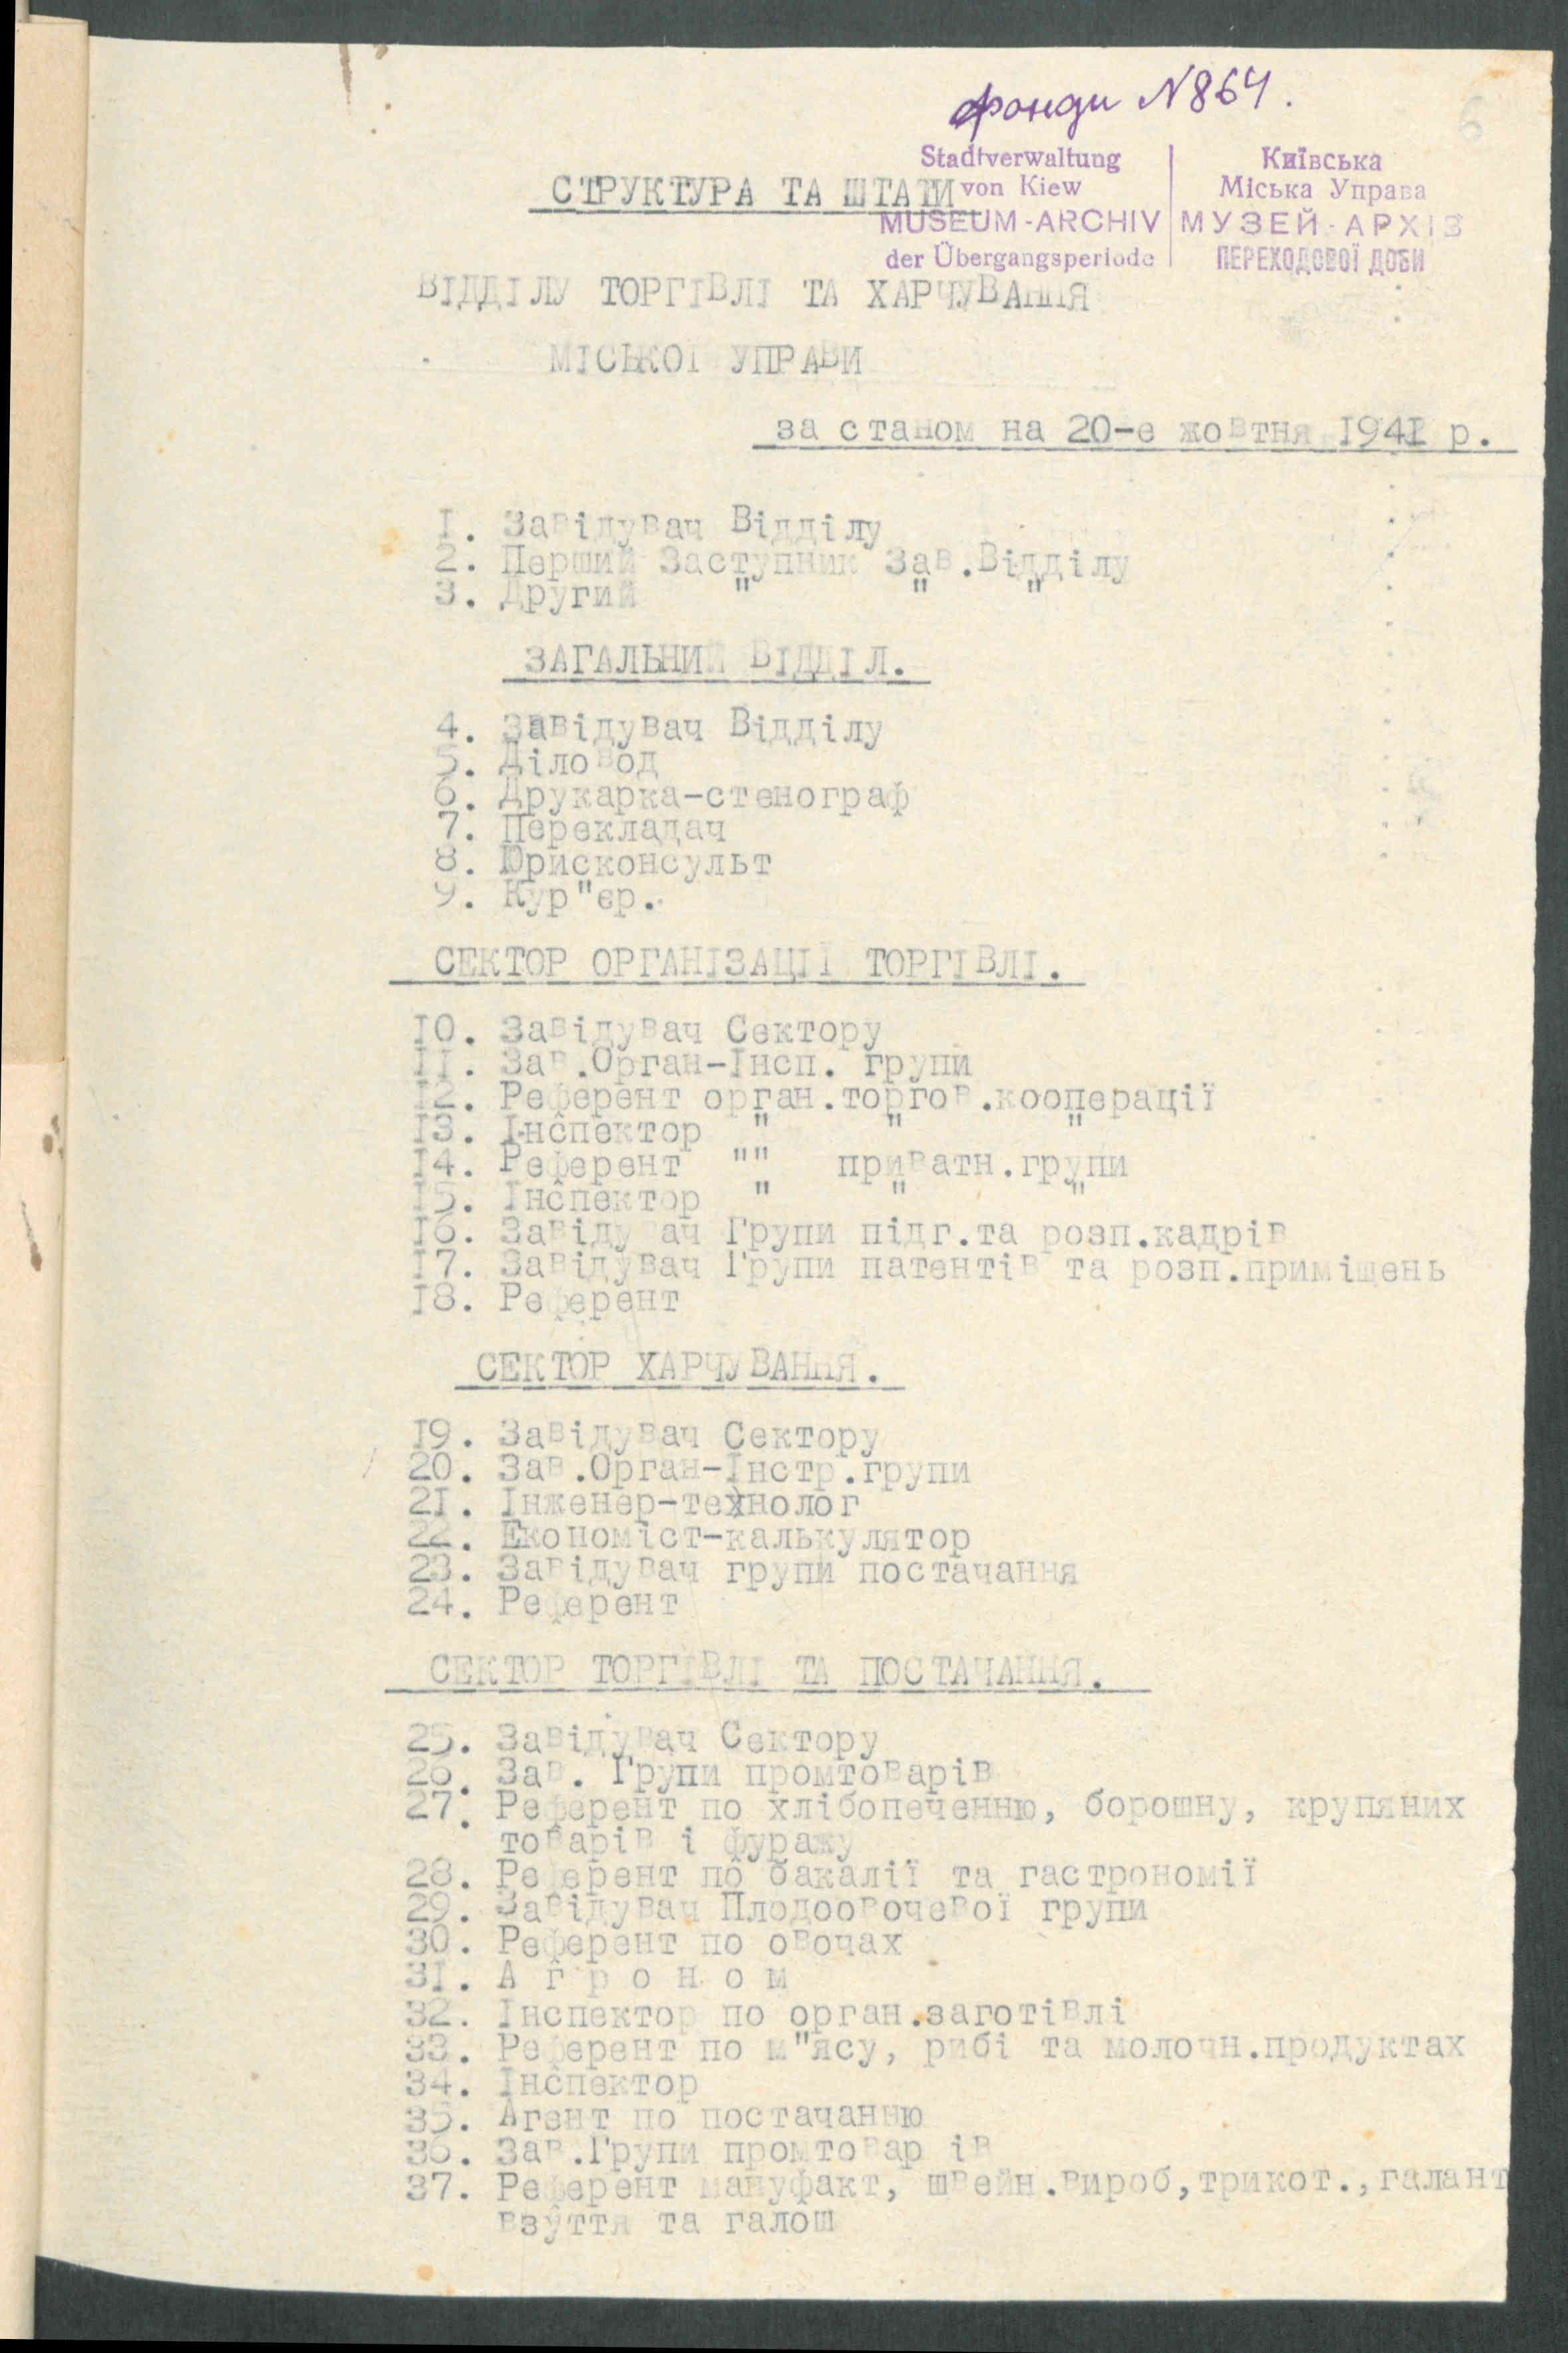 фонди N864.
6
Stadtverwaltung
von Kiew
MUSEUM-ARCHIV
der Übergangsperiode
Київська
Міська Управа
МУЗЕЙ-АРХІВ
ПЕРЕХОДОВОЇ ДОБИ
СТРУКТУРА ТА ШТАТИ
ВІДДІЛУ ТОРГІВЛІ ТА ХАРЧУВАННЯ
МІСЬКОЇ УПРАВИ
за станом на 20-е жовтня 1941 р.
1. Завідувач Відділу
2. Перший Заступник Зав.Відділу
3. Другий " " "
ЗАГАЛЬНИЙ ВІДДІЛ.
4. Завідувач Відділу
5. Діловод
6. Друкарка-стенограф
7. Перекладач
8. Юрисконсульт
9. Кур"єр.
СЕКТОР ОРГАНІЗАЦІЇ ТОРГІВЛІ.
10. Завідувач Сектору
11. Зав.Орган-Інсп. групи
12. Референт орган.торгов.кооперації
13. Інспектор " " "
14. Референт "" приватн.групи
15. Інспектор " " "
16. Завідувач Групи підг.та розп.кадрів
17. Завідувач Групи патентів та розп.приміщень
18. Референт
СЕКТОР ХАРЧУВАННЯ.
19. Завідувач Сектору
20. Зав.Орган-Інстр.групи
21. Інженер-технолог
22. Економіст-калькулятор
23. Завідувач групи постачання
24. Референт
СЕКТОР ТОРГІВЛІ ТА ПОСТАЧАННЯ.
25. Завідувач Сектору
26. Зав. Групи промтоварів
27. Референт по хлібопеченню, борошну, крупяних
товарів і фуражу
28. Референт по бакалії та гастрономії
29. Завідувач Плодоовочевої групи
30. Референт по овочах
31. А г р о н о м
32. Інспектор по орган.заготівлі
33. Референт по м"ясу, рибі та молочн.продуктах
34. Інспектор
35. Агент по постачанню
36. Зав.Групи промтовар ів
37. Референт мануфакт, швейн.вироб,трикот.,галант
взуття та галош